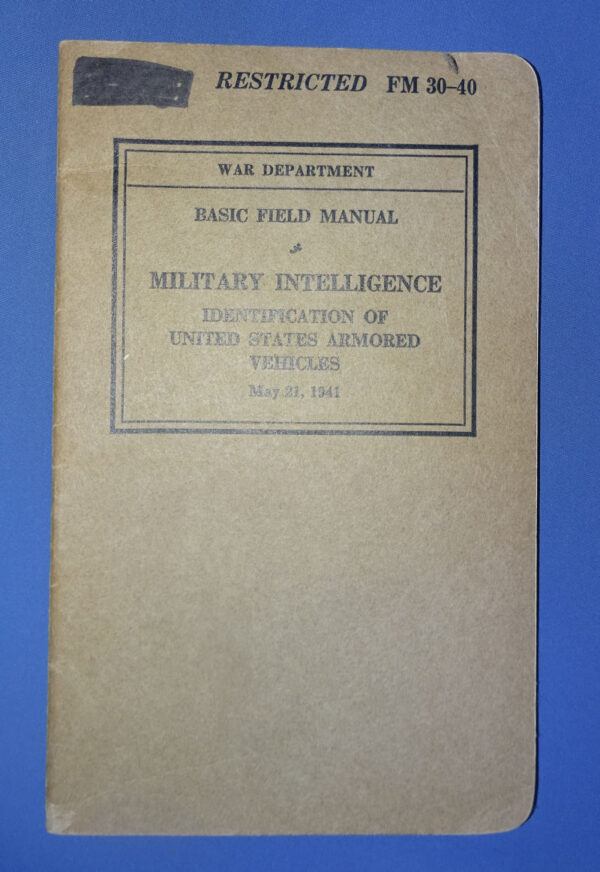 RESTRICTED FM 30–40
WAR DEPARTMENT
BASIC FIELD MANUAL
MILITARY INTELLIGENCE
IDENTIFICATION OF
UNITED STATES ARMORED
VEHICLES
May 21, 1941